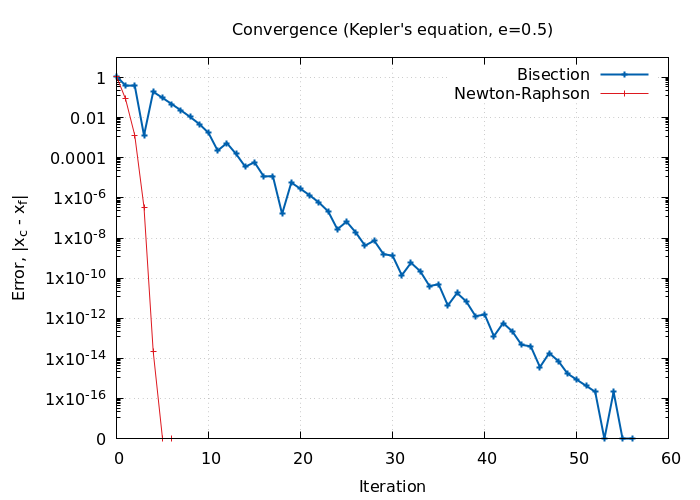 Convergence (Kepler's equation, e=0.5)
Bisection
Newton-Raphson
1
0.01
0.0001
1x10-6
1x10-8
1x10-10
1x10-12
1x10-14
1x10-16
0
Error, |xc - xf|
0 10 20 30 40 50 60
Iteration